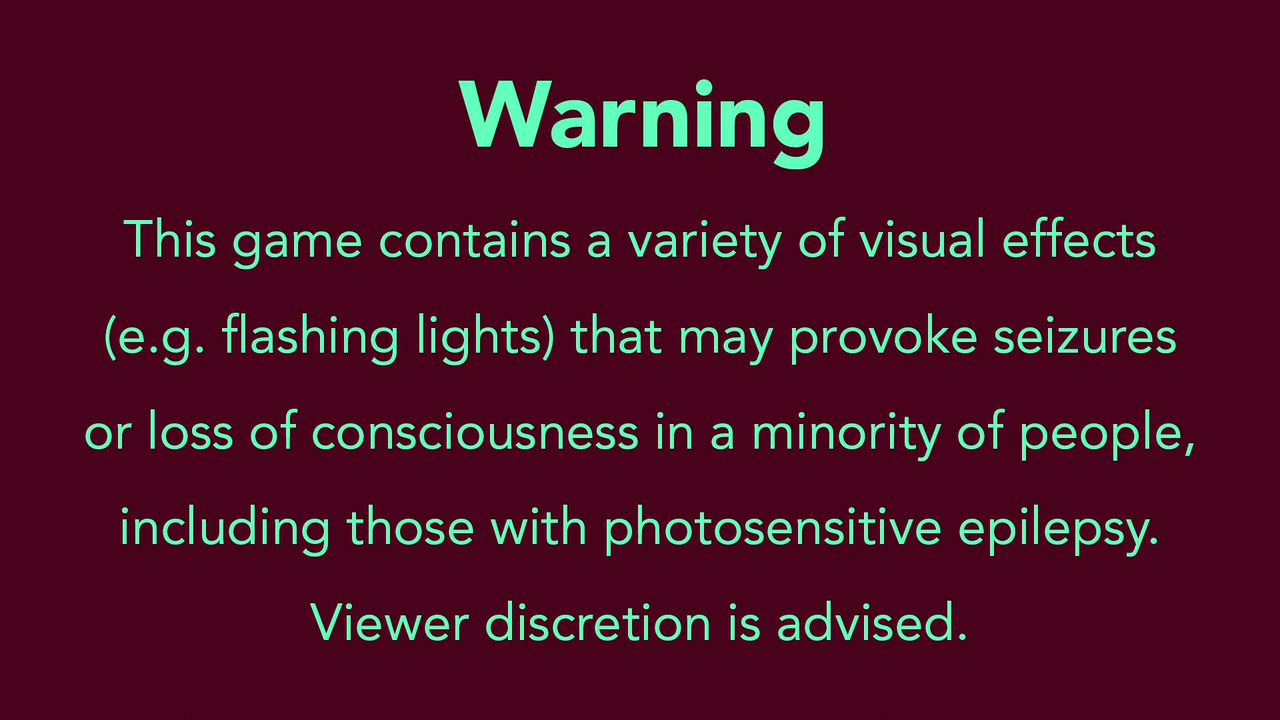 Warning
This game contains a variety of visual effects
(e.g. flashing lights) that may provoke seizures
or loss of consciousness in a minority of people,
including those with photosensitive epilepsy.
Viewer discretion is advised.